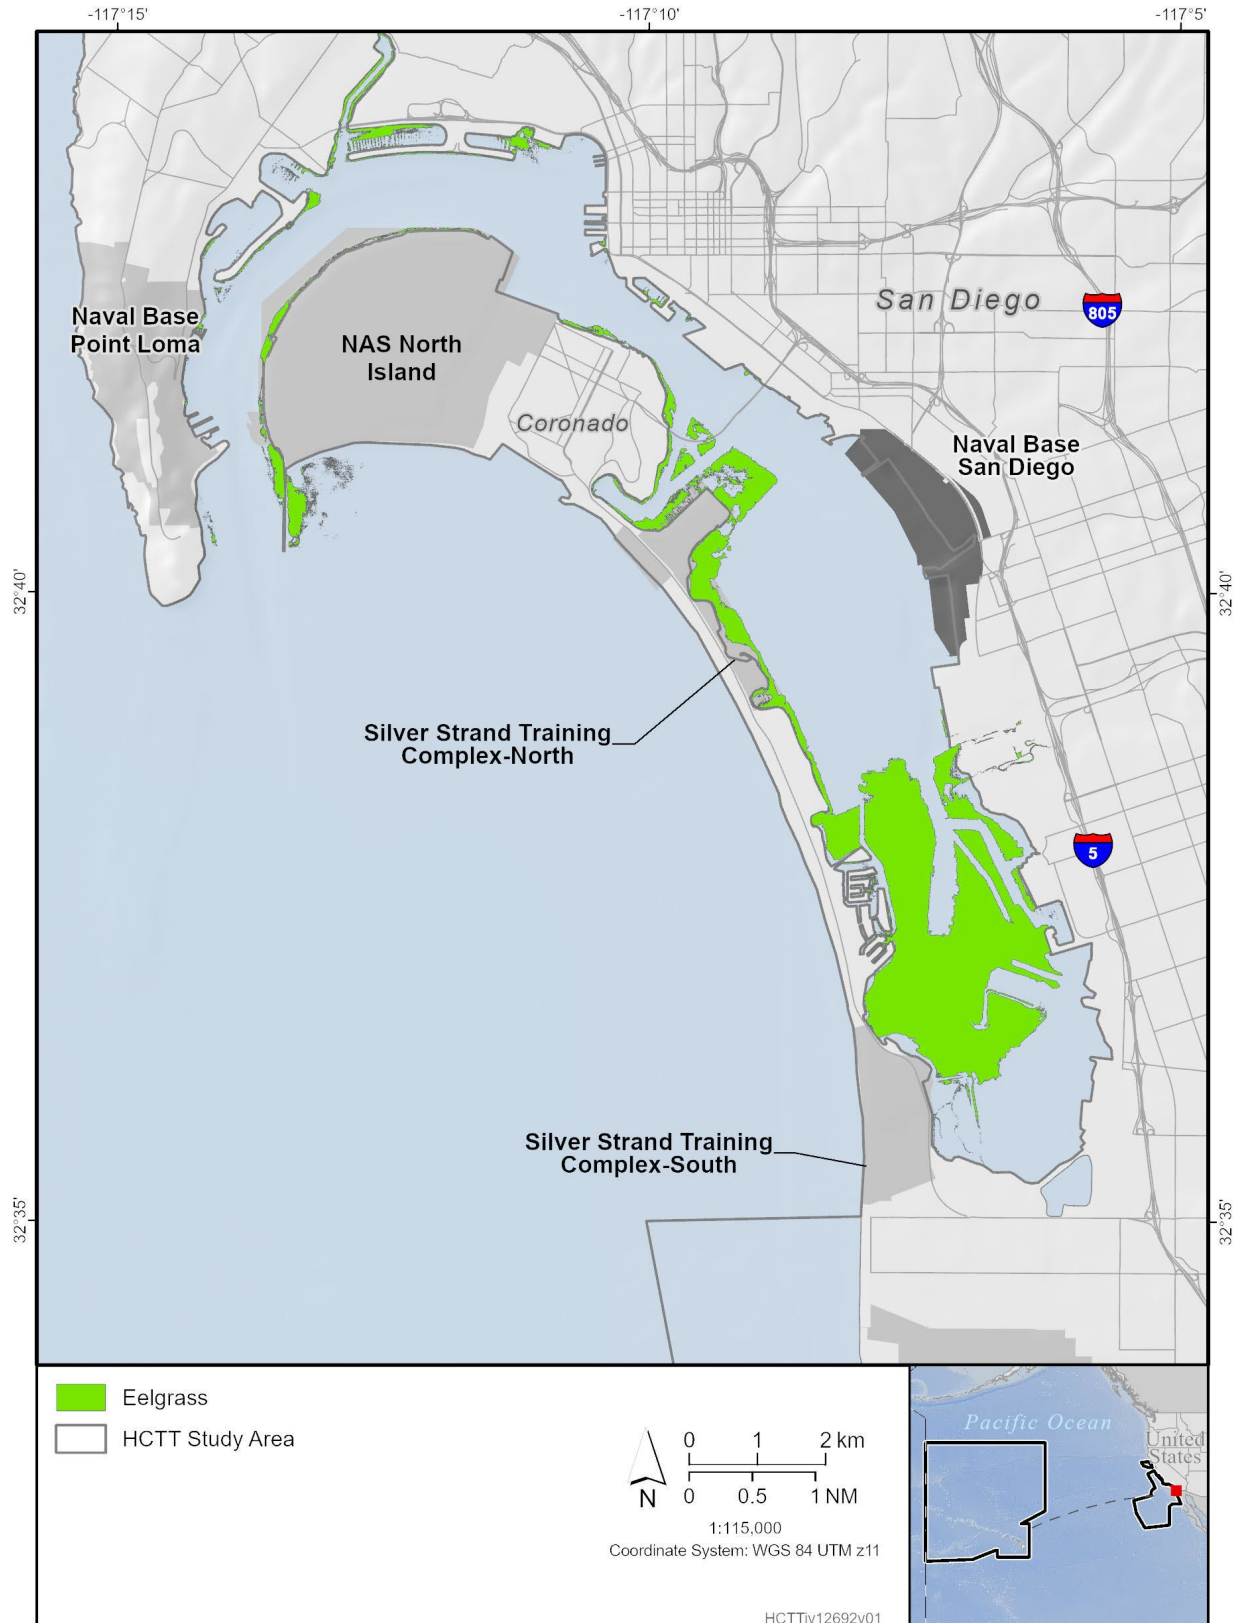 -117°15'
-117°10'
-117°5'
San Diego
805
Naval Base
Point Loma
NAS North
Island
Coronado
Naval Base
San Diego
32°40'
32°40'
Silver Strand Training
Complex-North
5
Silver Strand Training
Complex-South
32°35'
32°35'
Eelgrass
HCTT Study Area
N
0 1 2 km
0 0.5 1 NM
1:115,000
Coordinate System: WGS 84 UTM z11
HCTTiv12692v01
Pacific Ocean
United
States